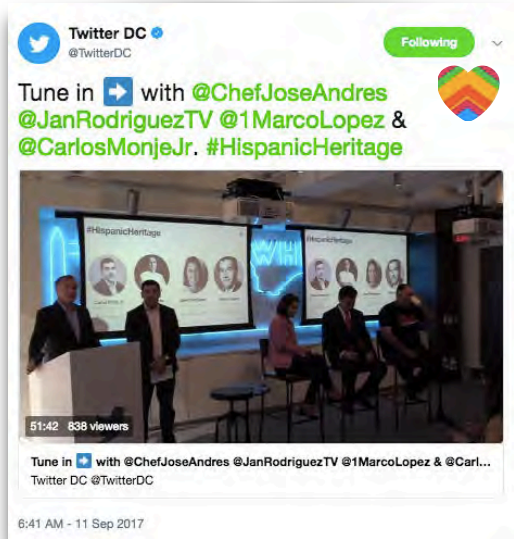 Twitter DC
@TwitterDC
Following
Tune in ➡ with @ChefJoseAndres
@JanRodriguezTV @1MarcoLopez &
@CarlosMonjeJr. #HispanicHeritage
#HispanicHeritage
#HispanicHeritage
WHI
51:42 838 viewers
Tune in ➡ with @ChefJoseAndres @JanRodriguezTV @1MarcoLopez & @Carl...
Twitter DC @TwitterDC
6:41 AM - 11 Sep 2017